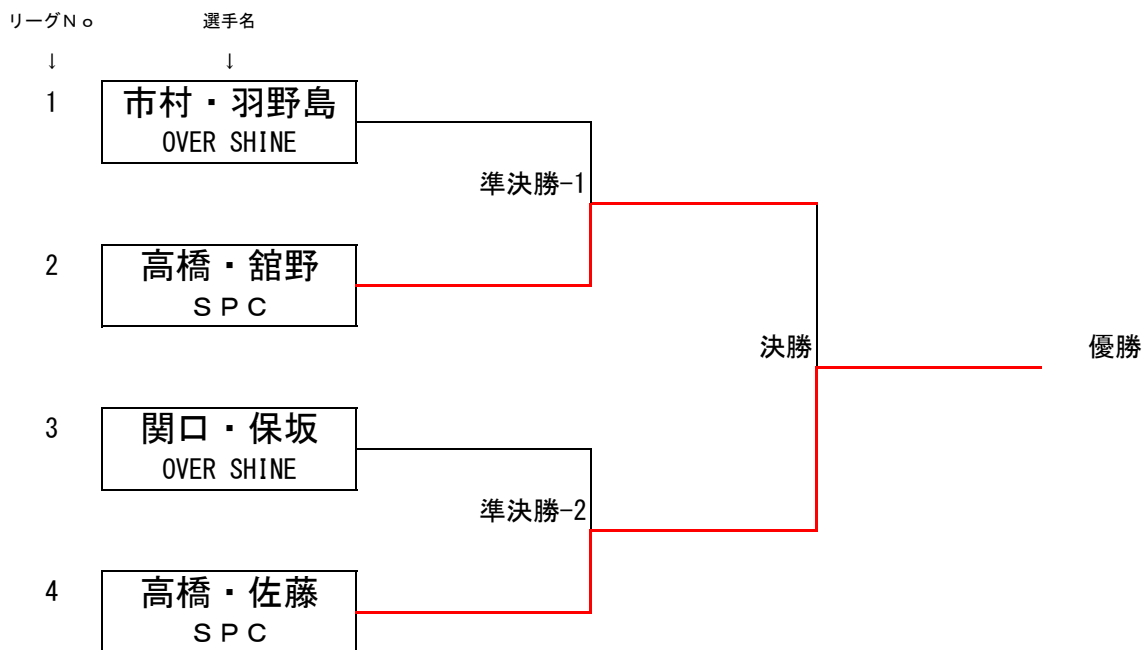 リーグNo 選手名
↓ ↓
1 市村・羽野島
OVER SHINE
準決勝-1
2 高橋・舘野
SPC
決勝 優勝
3 関口・保坂
OVER SHINE
準決勝-2
4 高橋・佐藤
SPC